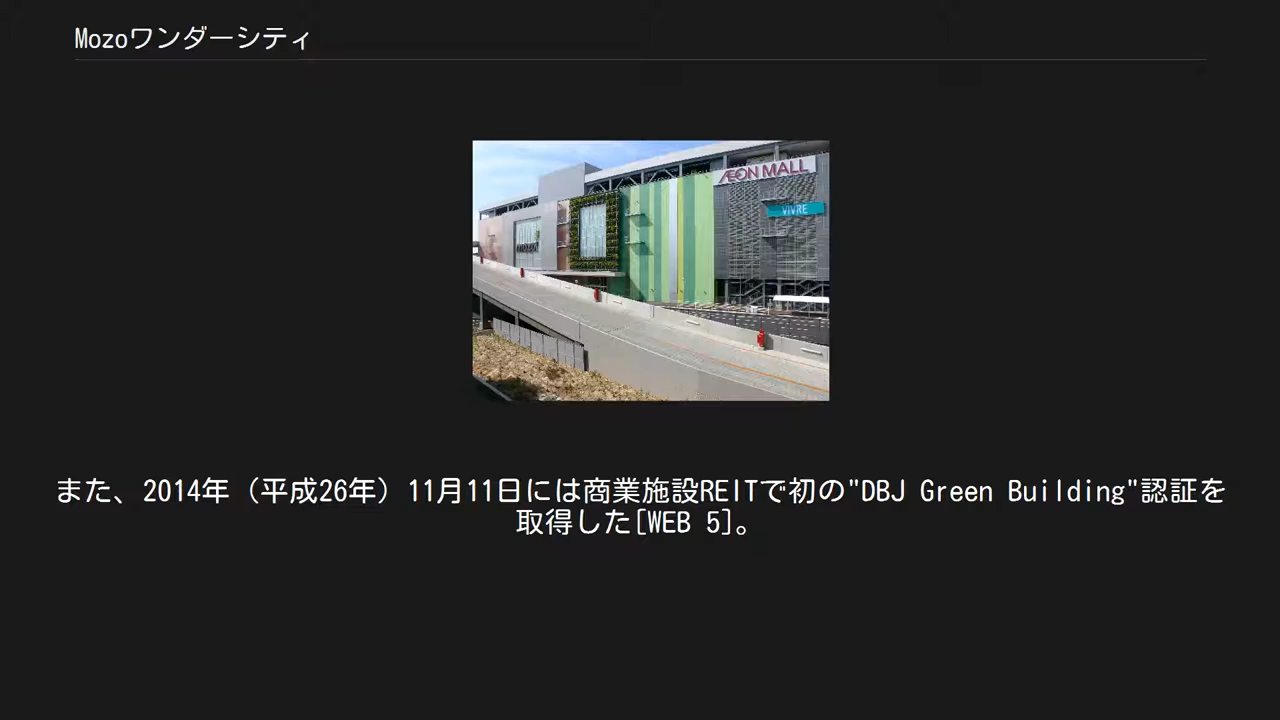 Mozoワンダーシティ
ÆON MALL
VIVRE
また、2014年（平成26年）11月11日には商業施設REITで初の"DBJ Green Building"認証を
取得した[WEB 5]。